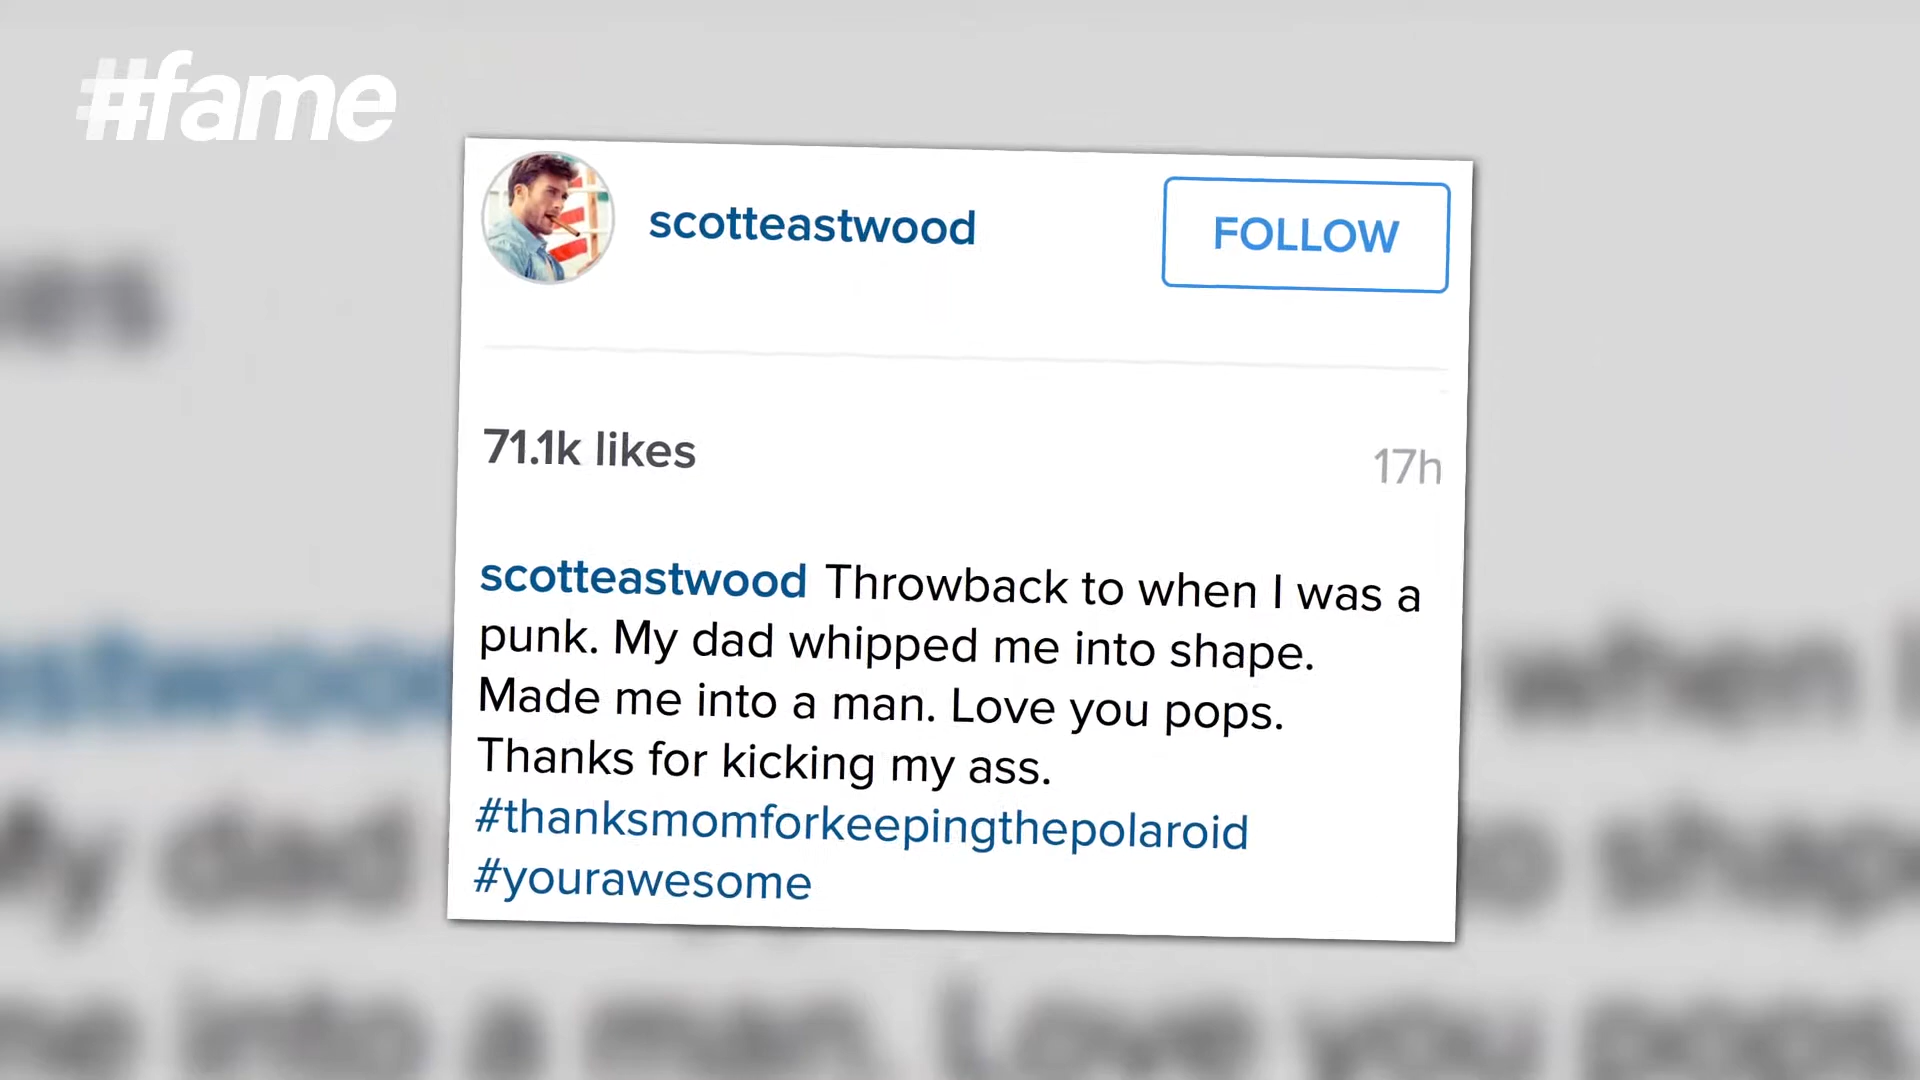 #fame
scotteastwood
FOLLOW
71.1k likes
17h
scotteastwood Throwback to when I was a
punk. My dad whipped me into shape.
Made me into a man. Love you pops.
Thanks for kicking my ass.
#thanksmomforkeepingthepolaroid
#yourawesome